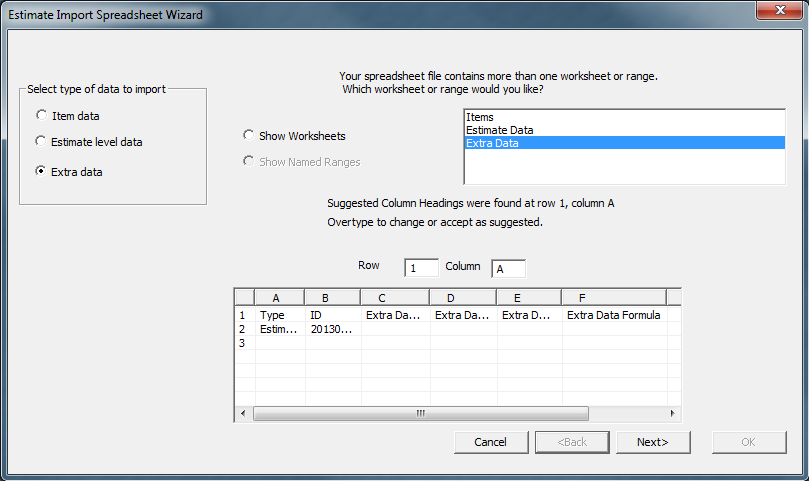 Estimate Import Spreadsheet Wizard
Your spreadsheet file contains more than one worksheet or range.
Which worksheet or range would you like?
Select type of data to import
Item data
Estimate level data
Extra data
Show Worksheets
Show Named Ranges
Items
Estimate Data
Extra Data
Suggested Column Headings were found at row 1, column A
Overtype to change or accept as suggested.
Row 1 Column A
A B C D E F
1 Type ID Extra Da... Extra Da... Extra D... Extra Data Formula
2 Estim... 20130...
3
Cancel <Back Next> OK